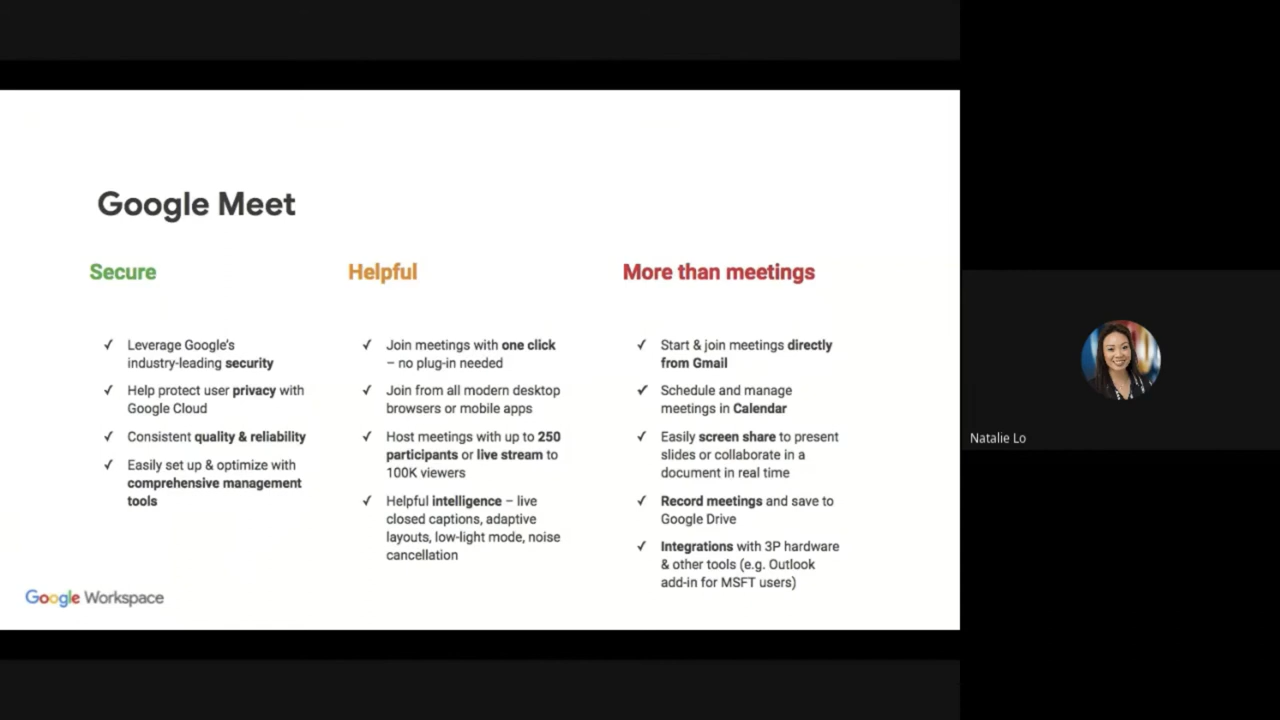 Google Meet
Secure
Leverage Google's
industry-leading security
Help protect user privacy with
Google Cloud
Consistent quality & reliability
Easily set up & optimize with
comprehensive management
tools
Helpful
Join meetings with one click
– no plug-in needed
Join from all modern desktop
browsers or mobile apps
Host meetings with up to 250
participants or live stream to
100K viewers
Helpful intelligence – live
closed captions, adaptive
layouts, low-light mode, noise
cancellation
More than meetings
Start & join meetings directly
from Gmail
Schedule and manage
meetings in Calendar
Easily screen share to present
slides or collaborate in a
document in real time
Record meetings and save to
Google Drive
Integrations with 3P hardware
& other tools (e.g. Outlook
add-in for MSFT users)
Google Workspace
Natalie Lo